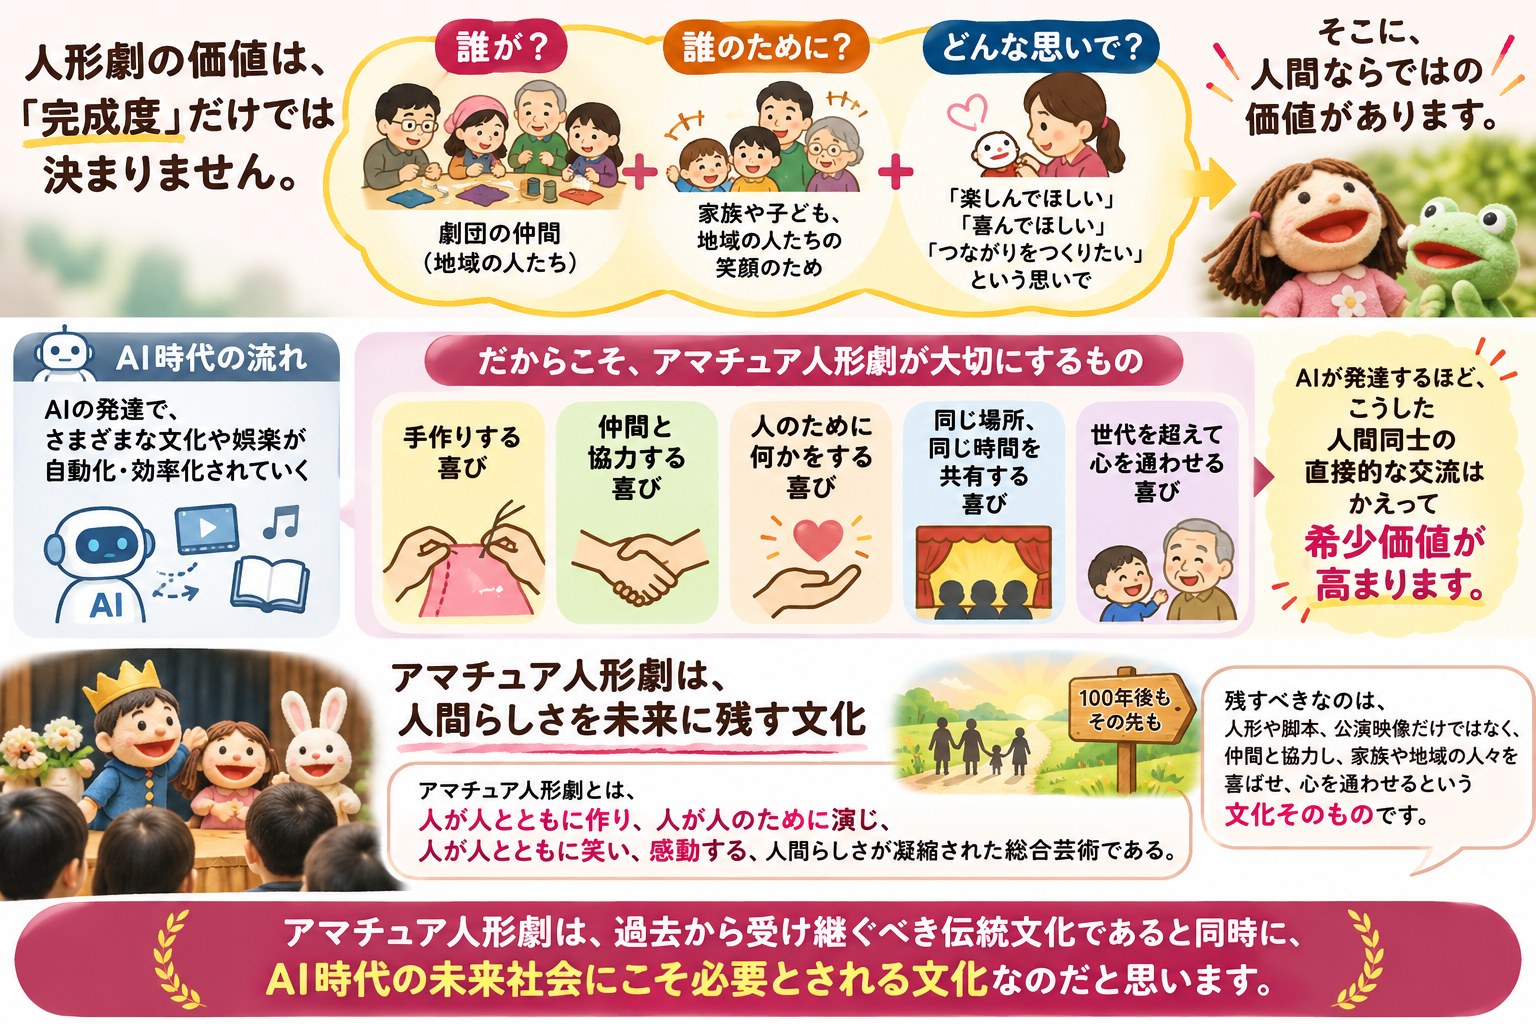 人形劇の価値は、
「完成度」だけでは
決まりません。
誰が？
劇団の仲間
（地域の人たち）
+
誰のために？
家族や子ども、
地域の人たちの
笑顔のため
+
どんな思いで？
「楽しんでほしい」
「喜んでほしい」
「つながりをつくりたい」
という思いで
そこに、
人間ならではの
価値があります。
AI時代の流れ
AIの発達で、
さまざまな文化や娯楽が
自動化・効率化されていく
AI
だからこそ、アマチュア人形劇が大切にするもの
手作りする
喜び
仲間と
協力する
喜び
人のために
何かをする
喜び
同じ場所、
同じ時間を
共有する
喜び
世代を超えて
心を通わせる
喜び
AIが発達するほど、
こうした
人間同士の
直接的な交流は
かえって
希少価値が
高まります。
アマチュア人形劇は、
人間らしさを未来に残す文化
100年後も
その先も
アマチュア人形劇とは、
人が人とともに作り、人が人のために演じ、
人が人とともに笑い、感動する、人間らしさが凝縮された総合芸術である。
残すべきなのは、
人形や脚本、公演映像だけではなく、
仲間と協力し、家族や地域の人々を
喜ばせ、心を通わせるという
文化そのものです。
アマチュア人形劇は、過去から受け継ぐべき伝統文化であると同時に、
AI時代の未来社会にこそ必要とされる文化なのだと思います。